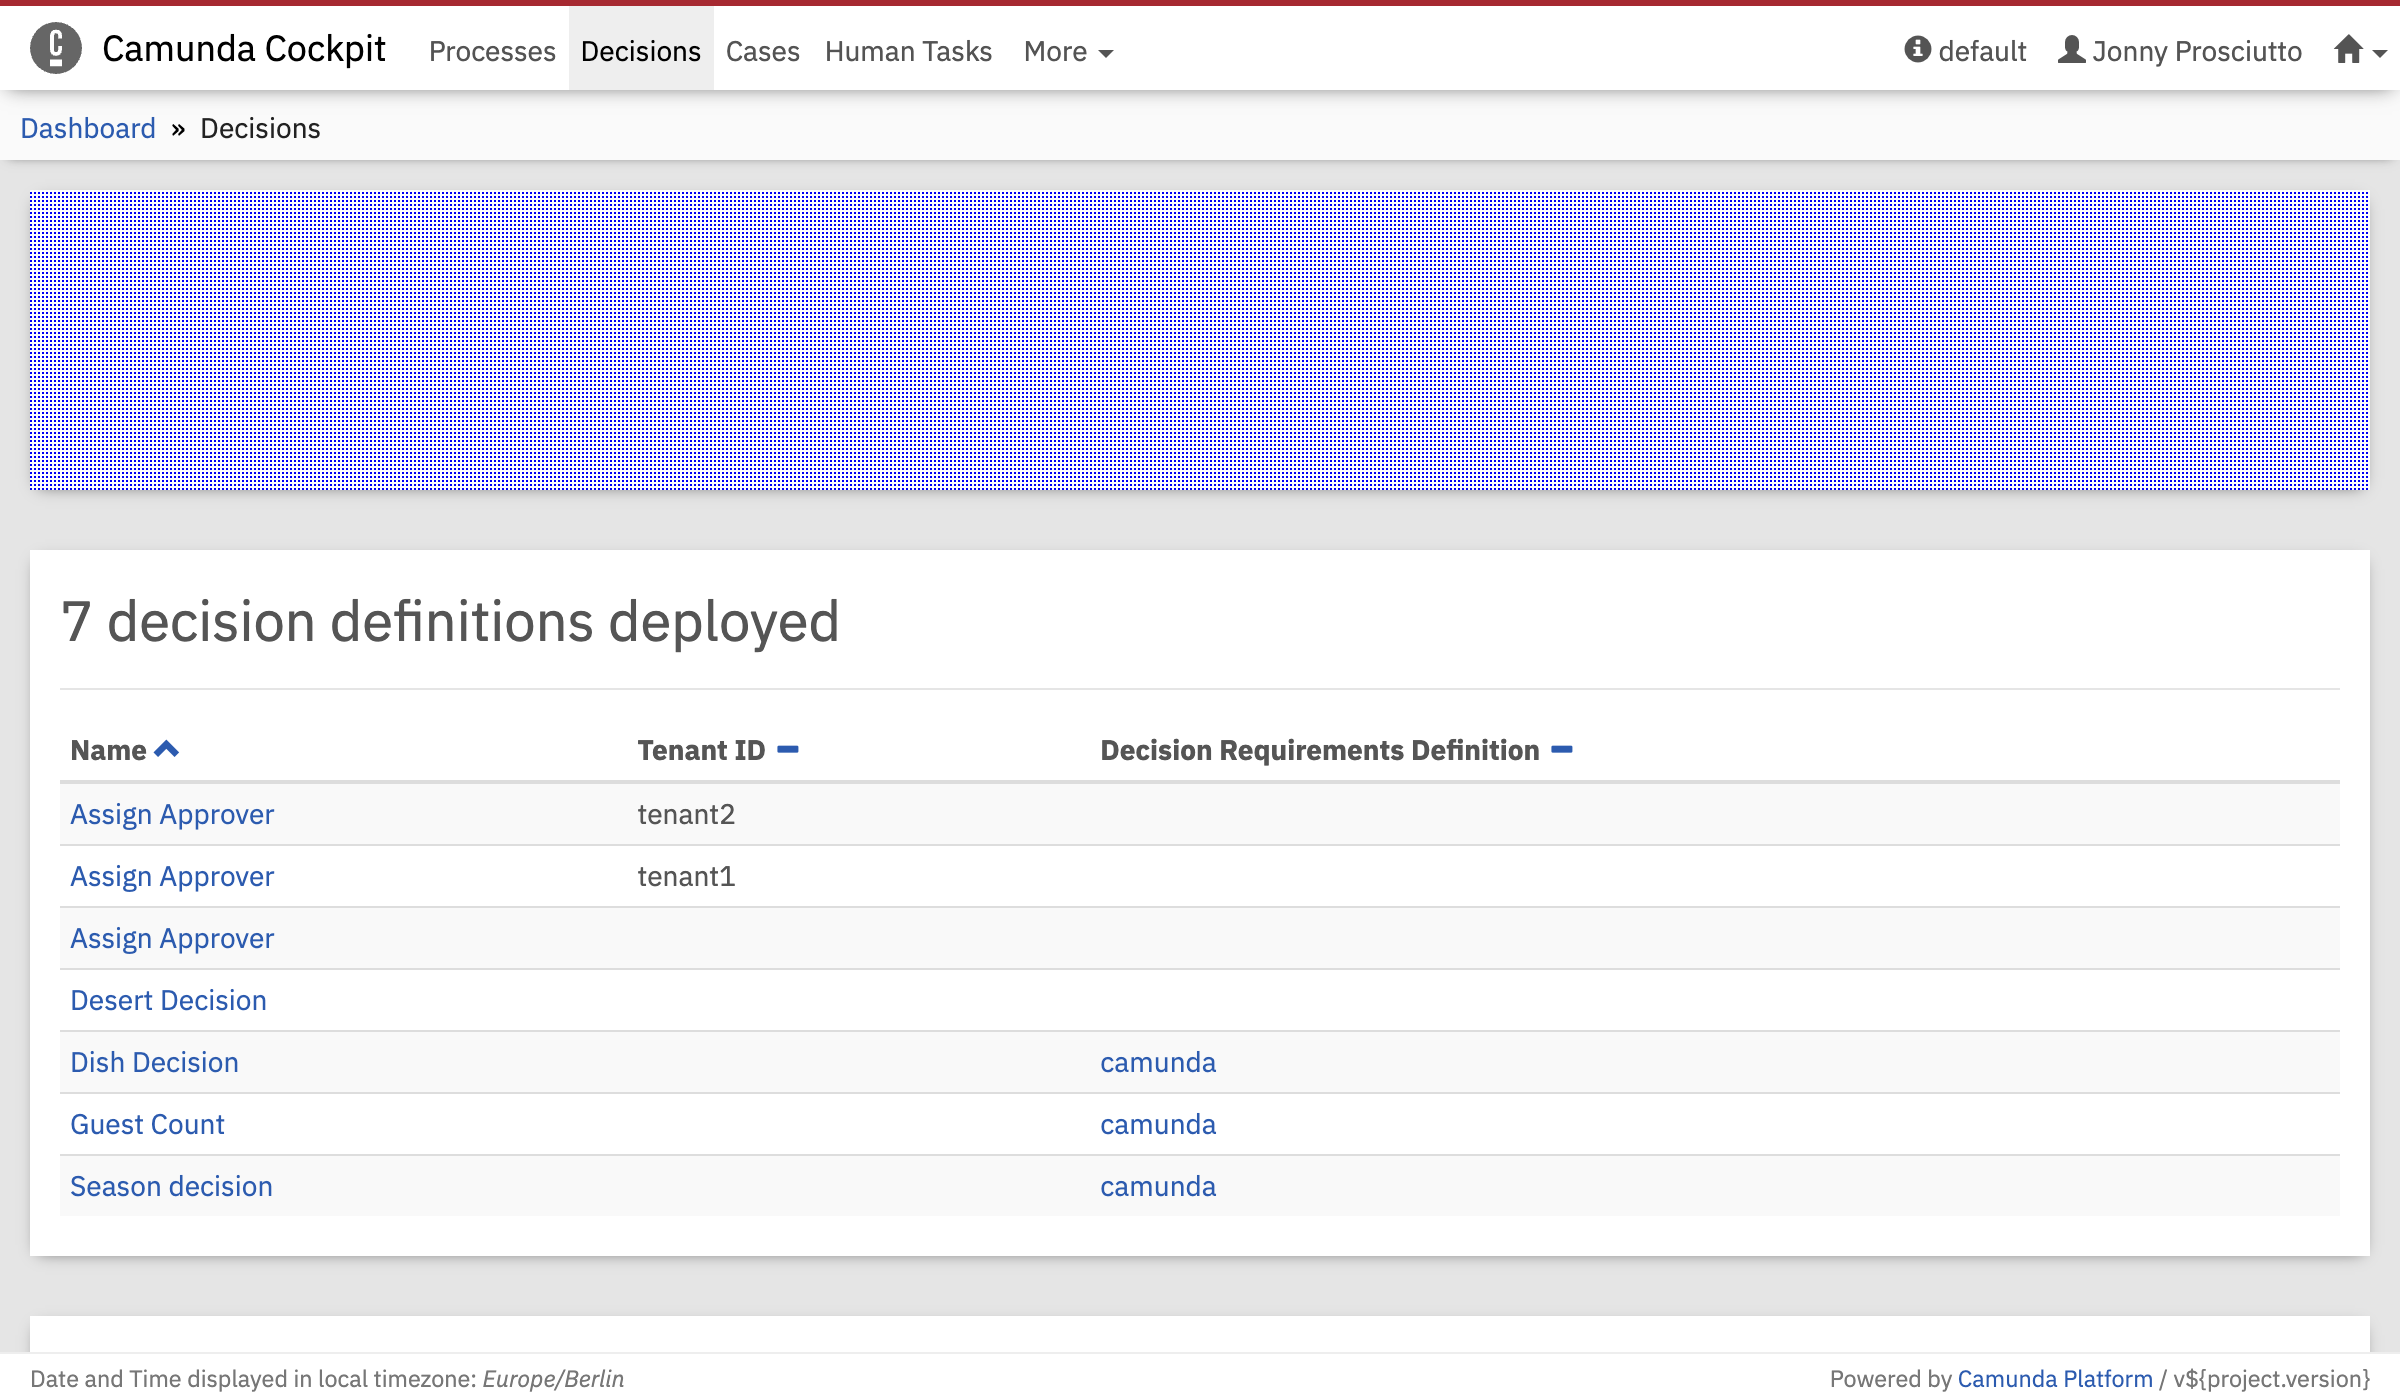 Camunda Cockpit Processes Decisions Cases Human Tasks More default Jonny Prosciutto
Dashboard » Decisions
7 decision definitions deployed
Name Tenant ID Decision Requirements Definition
Assign Approver tenant2
Assign Approver tenant1
Assign Approver
Desert Decision
Dish Decision camunda
Guest Count camunda
Season decision camunda
Date and Time displayed in local timezone: Europe/Berlin Powered by Camunda Platform / v${project.version}